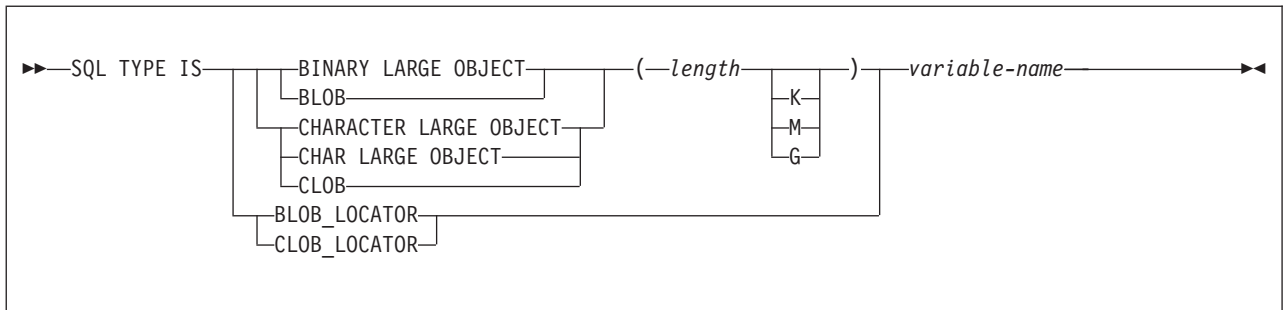 SQL TYPE IS BINARY LARGE OBJECT ( length ) variable-name
BLOB K
CHARACTER LARGE OBJECT M
CHAR LARGE OBJECT G
CLOB
BLOB_LOCATOR
CLOB_LOCATOR